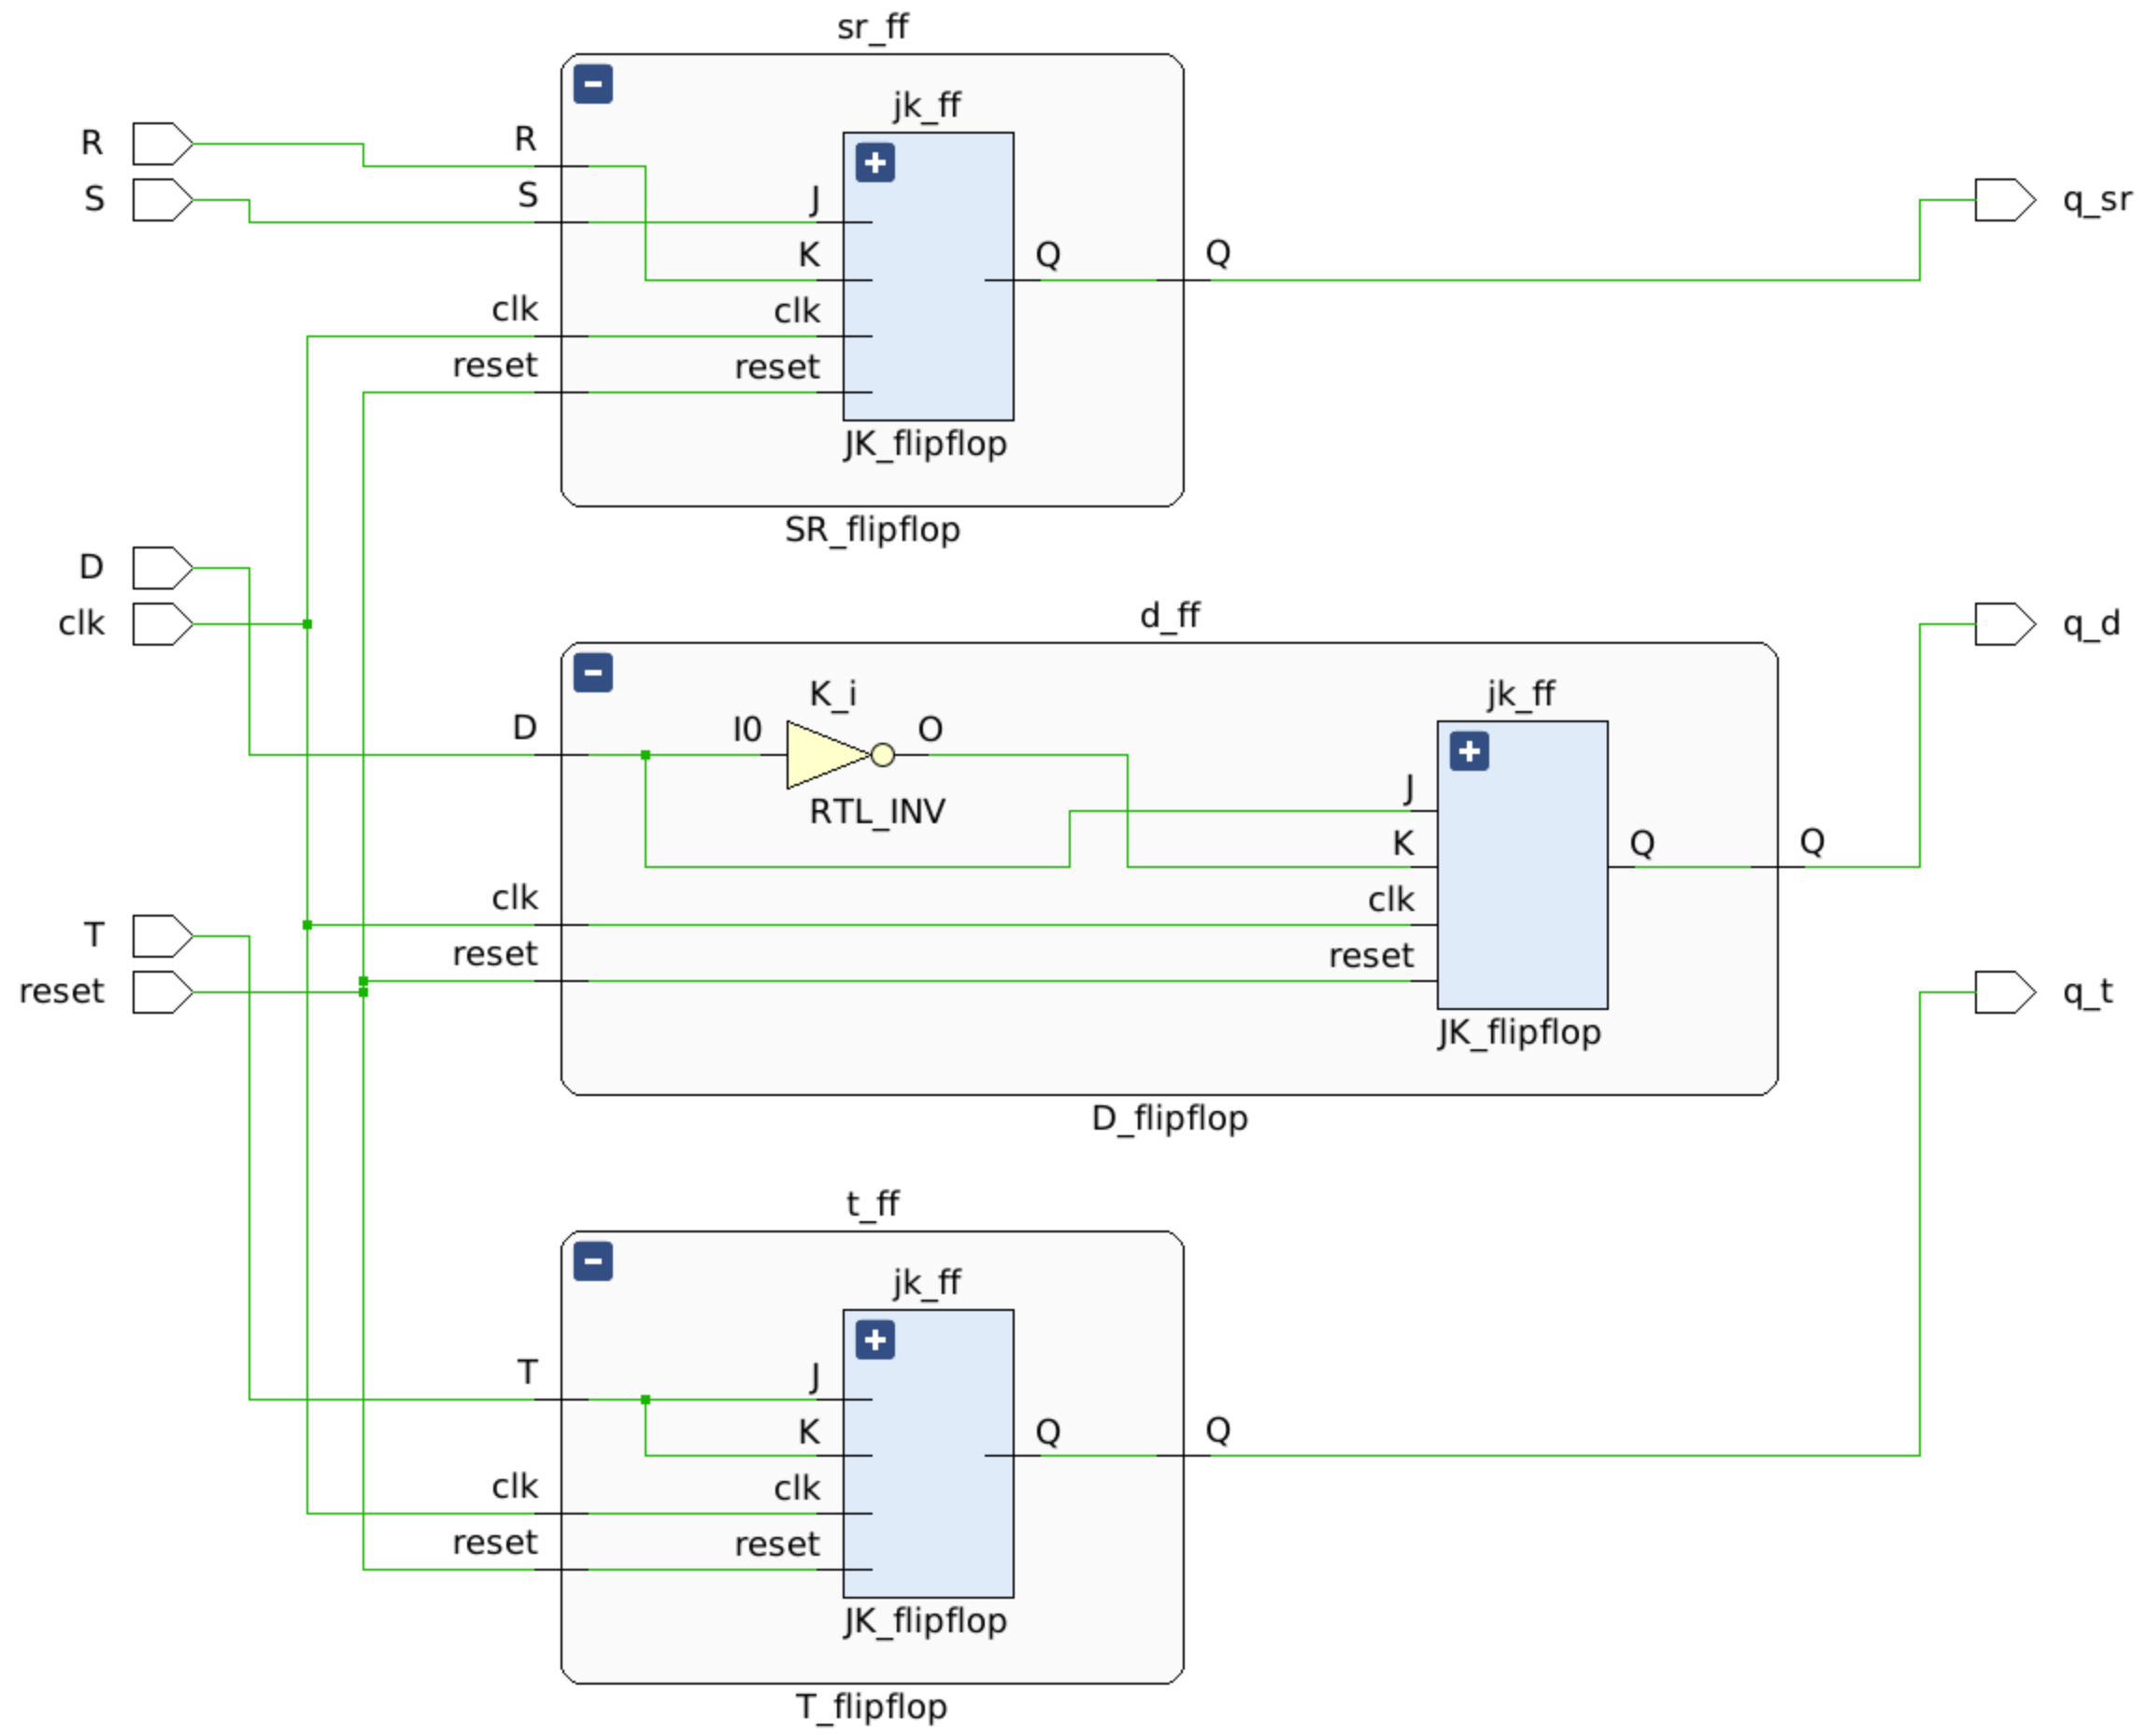 sr_ff
jk_ff
R
R
S
S
J
K
Q
Q
q_sr
clk
clk
reset
reset
JK_flipflop
SR_flipflop
D
clk
d_ff
q_d
K_i
jk_ff
D
I0
O
RTL_INV
J
K
Q
Q
clk
clk
reset
reset
T
reset
q_t
JK_flipflop
D_flipflop
t_ff
jk_ff
T
J
K
Q
Q
clk
clk
reset
reset
JK_flipflop
T_flipflop